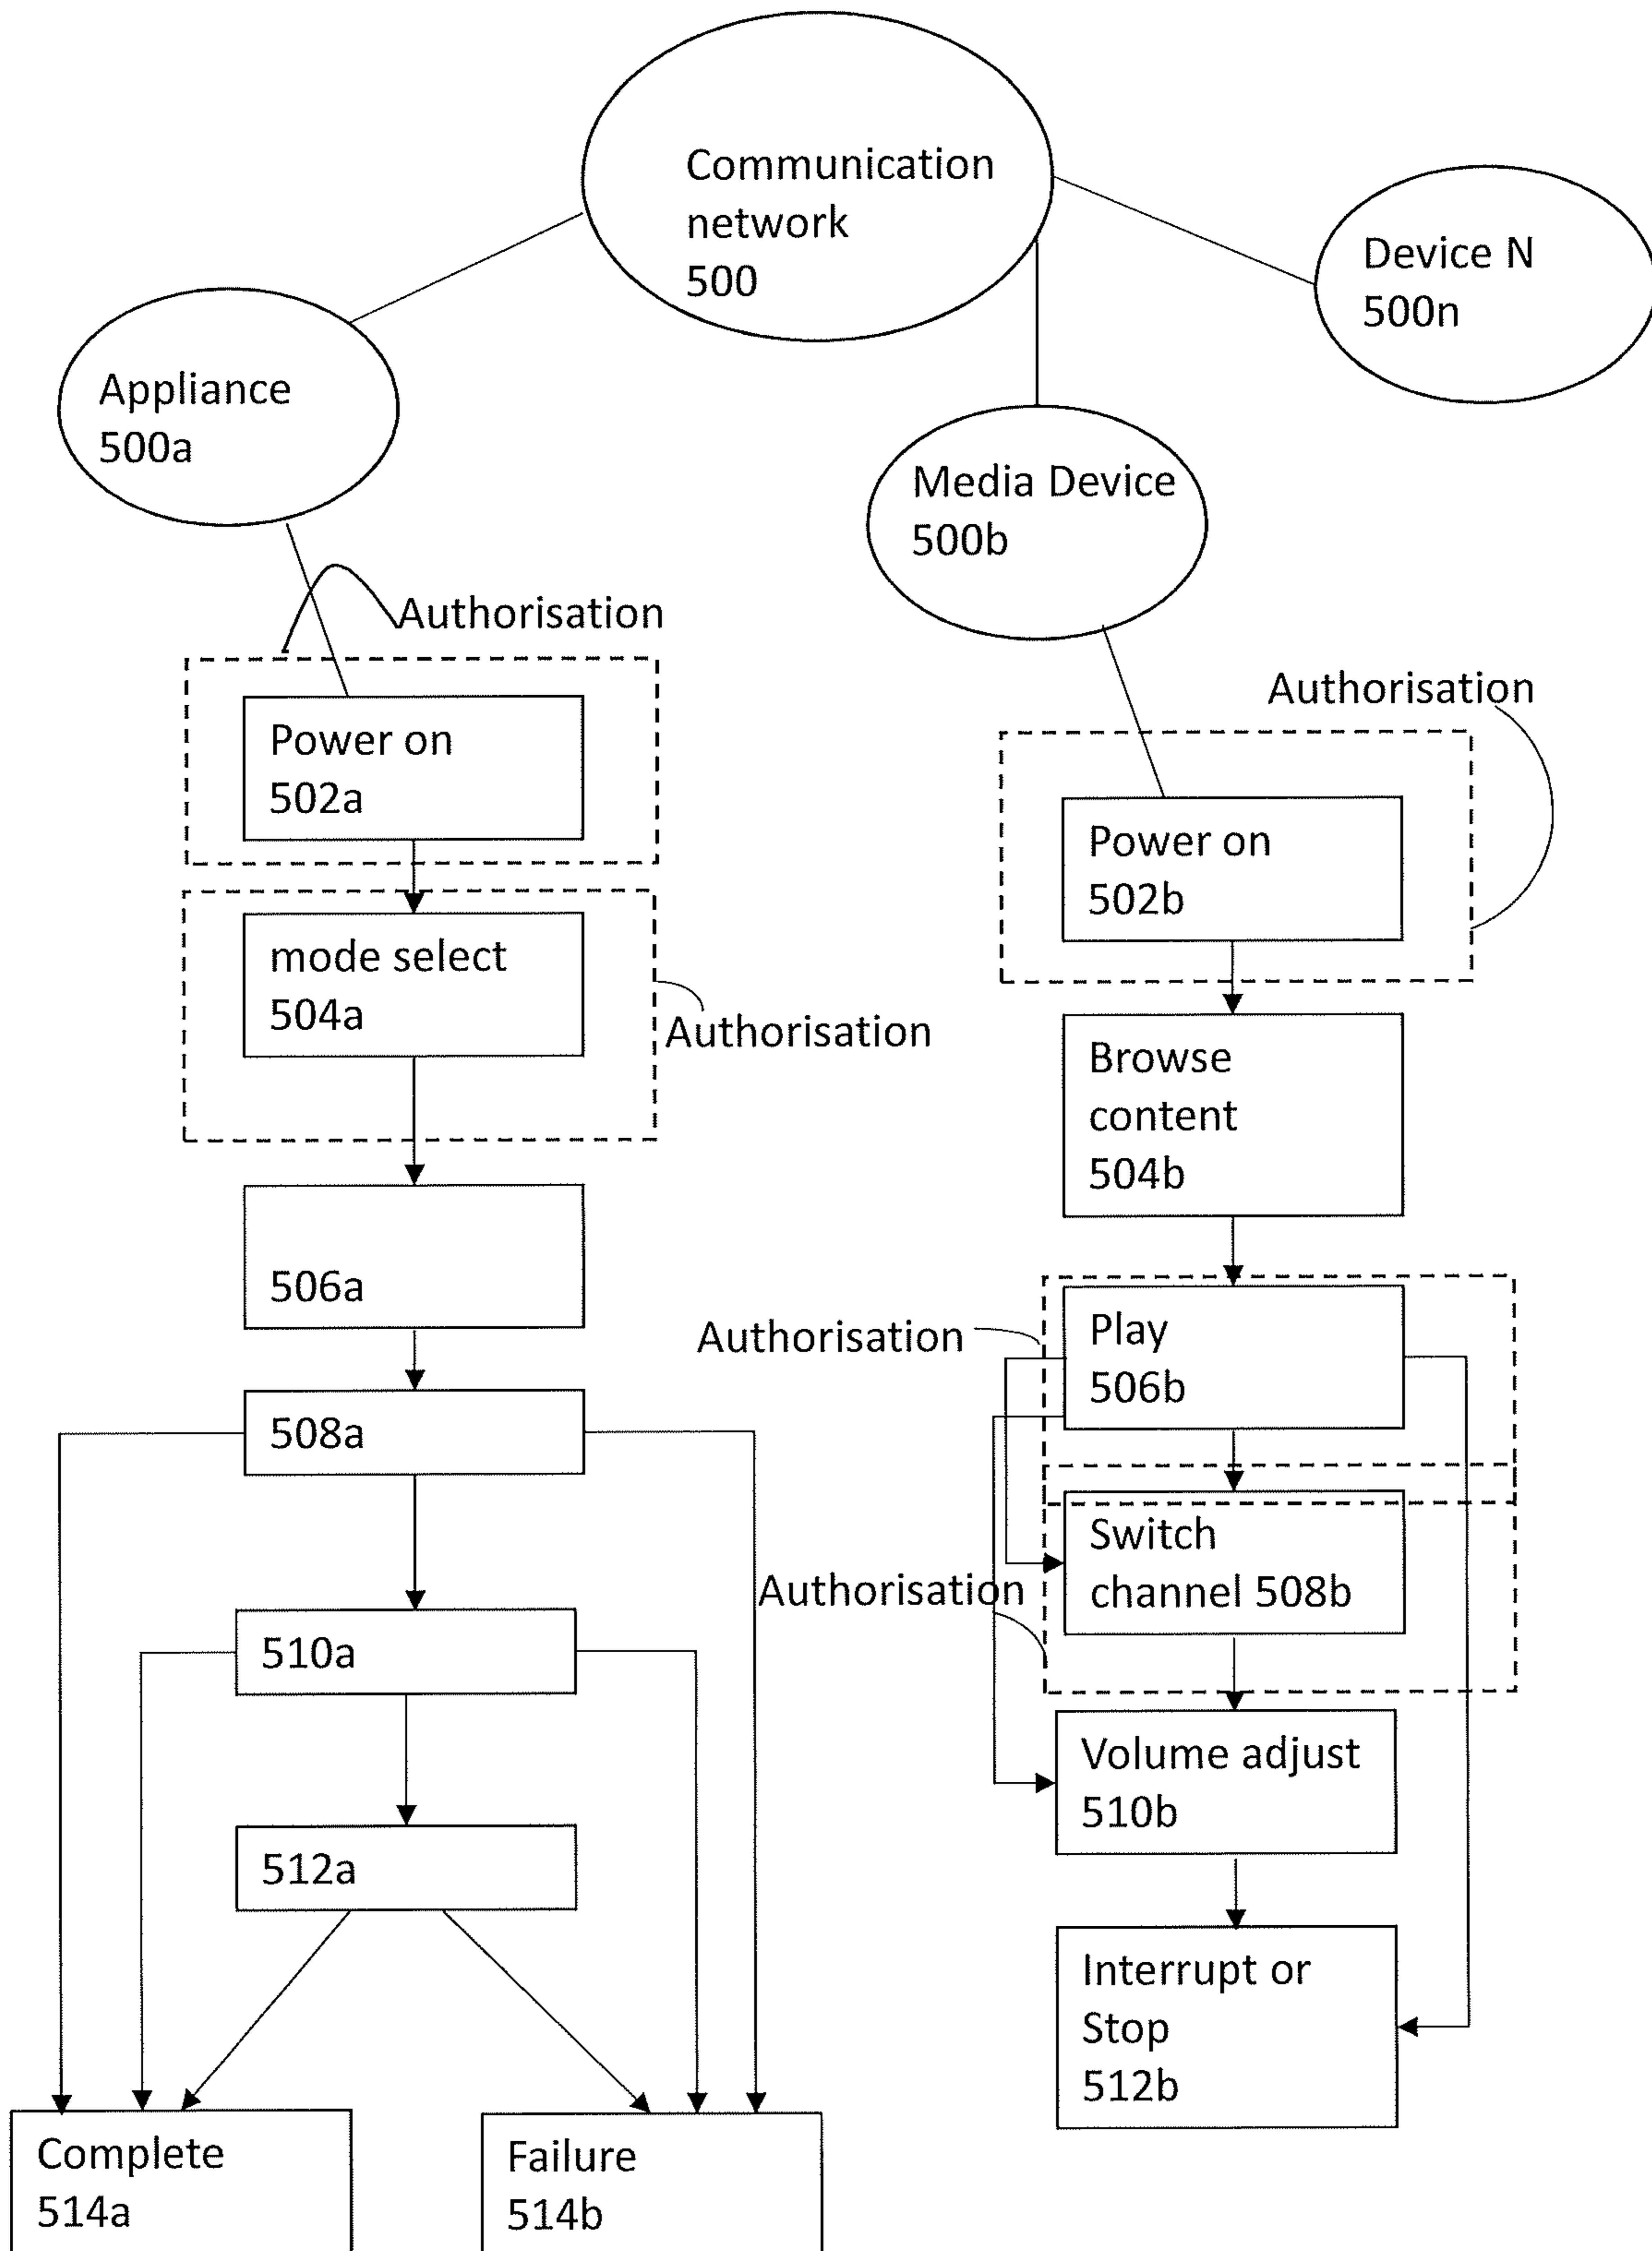 Communication
network
500
Device N
500n
Appliance
500a
Media Device
500b
Authorisation
Authorisation
Power on
502a
Power on
502b
mode select
504a
Authorisation
Browse
content
504b
506a
Authorisation
Play
506b
508a
Switch
channel 508b
Authorisation
510a
Volume adjust
510b
512a
Interrupt or
Stop
512b
Complete
514a
Failure
514b